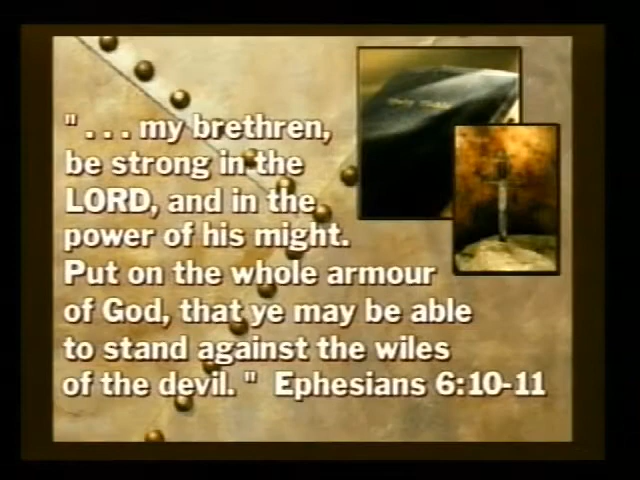 " . . . my brethren,
be strong in the
LORD, and in the
power of his might.
Put on the whole armour
of God, that ye may be able
to stand against the wiles
of the devil. " Ephesians 6:10-11
Holy Bible